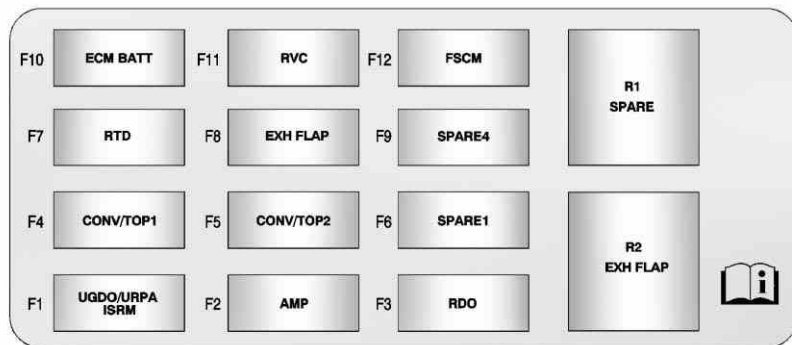 F10 ECM BATT F11 RVC F12 FSCM
R1
SPARE
F7 RTD F8 EXH FLAP F9 SPARE4
F4 CONV/TOP1 F5 CONV/TOP2 F6 SPARE1
R2
EXH FLAP
F1 UGDO/URPA
ISRM
F2 AMP F3 RDO
i